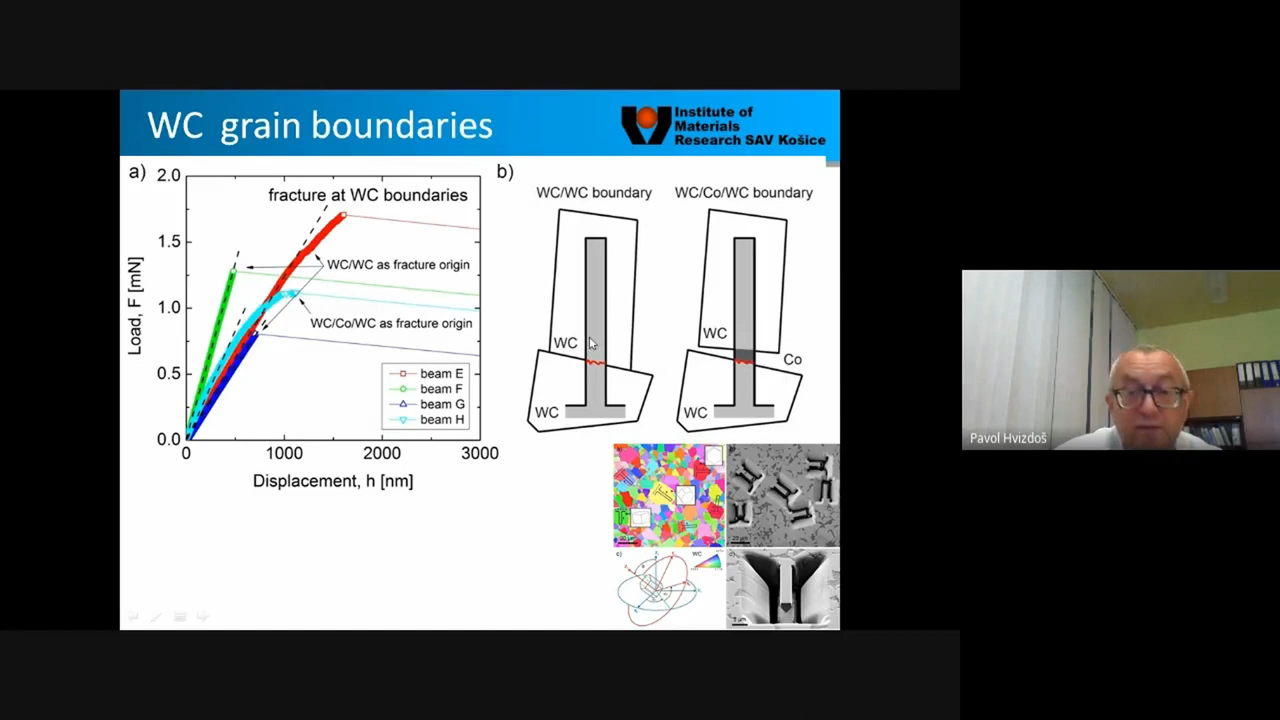 WC grain boundaries
Institute of
Materials
Research SAV Košice
a)
2.0
1.5
1.0
0.5
0.0
Load, F [mN]
0
1000
2000
3000
Displacement, h [nm]
fracture at WC boundaries
WC/WC as fracture origin
WC/Co/WC as fracture origin
beam E
beam F
beam G
beam H
b)
WC/WC boundary
WC/Co/WC boundary
WC
WC
WC
Co
WC
c)
WC
d)
Pavol Hvizdoš